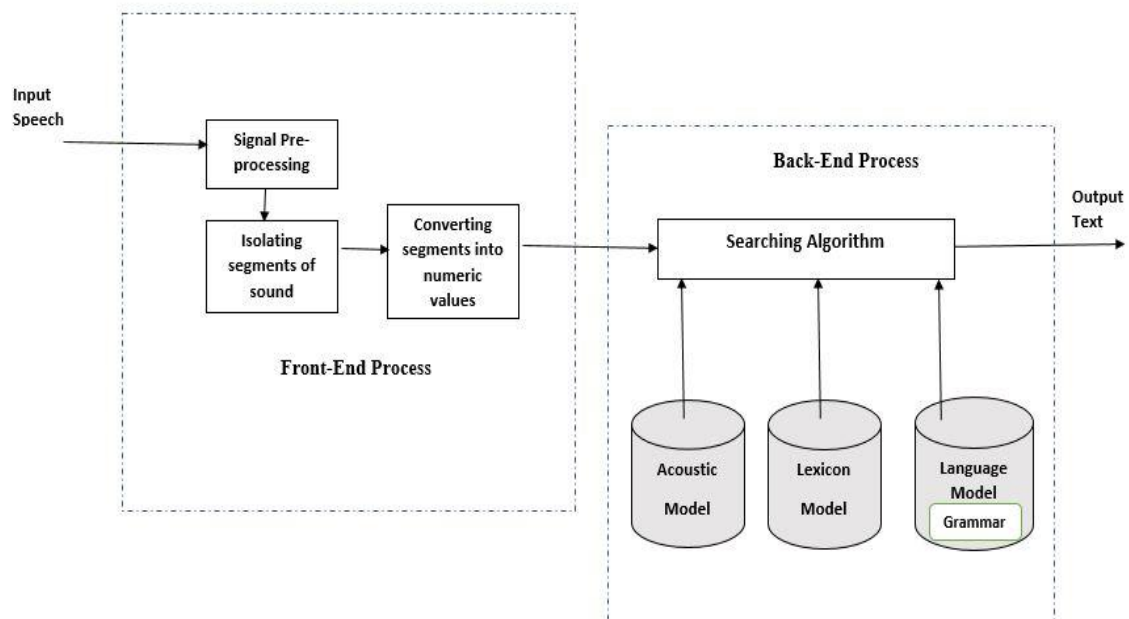 Input
Speech
Signal Pre-
processing
Isolating
segments of
sound
Converting
segments into
numeric
values
Front-End Process
Back-End Process
Searching Algorithm
Output
Text
Acoustic
Model
Lexicon
Model
Language
Model
Grammar